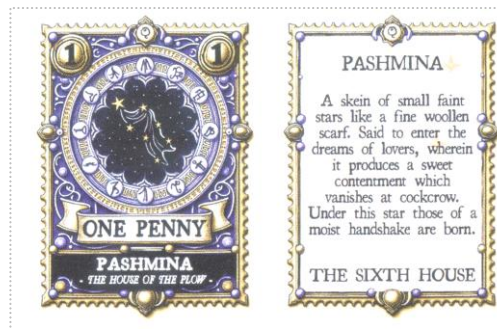 1 1
ONE PENNY
PASHMINA
- THE HOUSE OF THE PLOW -
PASHMINA
A skein of small faint
stars like a fine woollen
scarf. Said to enter the
dreams of lovers, wherein
it produces a sweet
contentment which
vanishes at cockcrow.
Under this star those of a
moist handshake are born.
THE SIXTH HOUSE